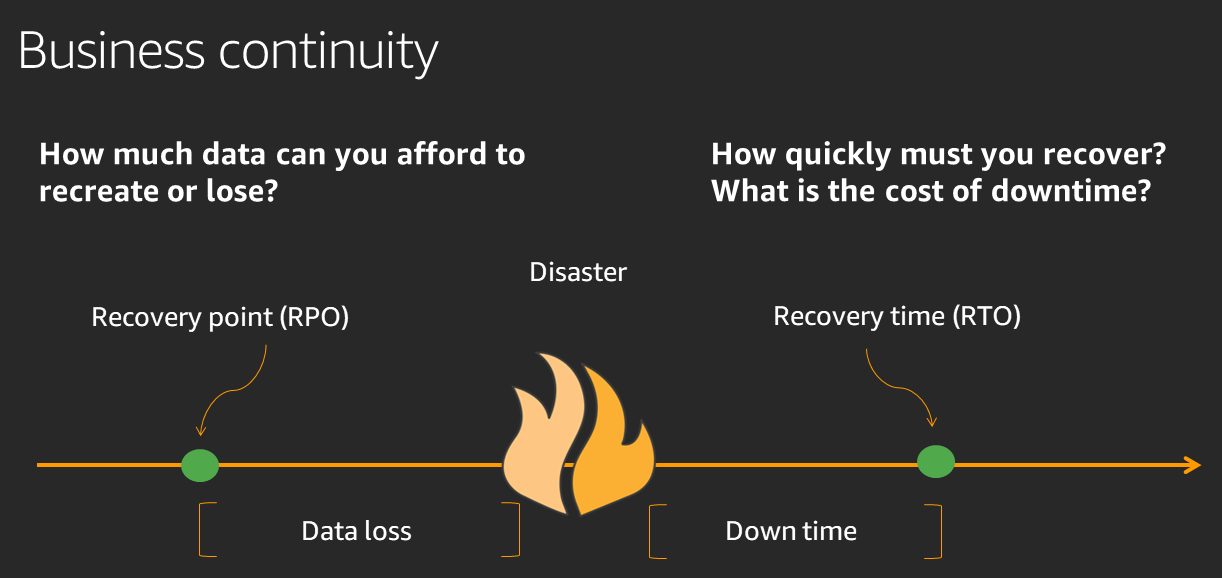 Business continuity
How much data can you afford to
recreate or lose?
How quickly must you recover?
What is the cost of downtime?
Disaster
Recovery point (RPO)
Recovery time (RTO)
Data loss
Down time